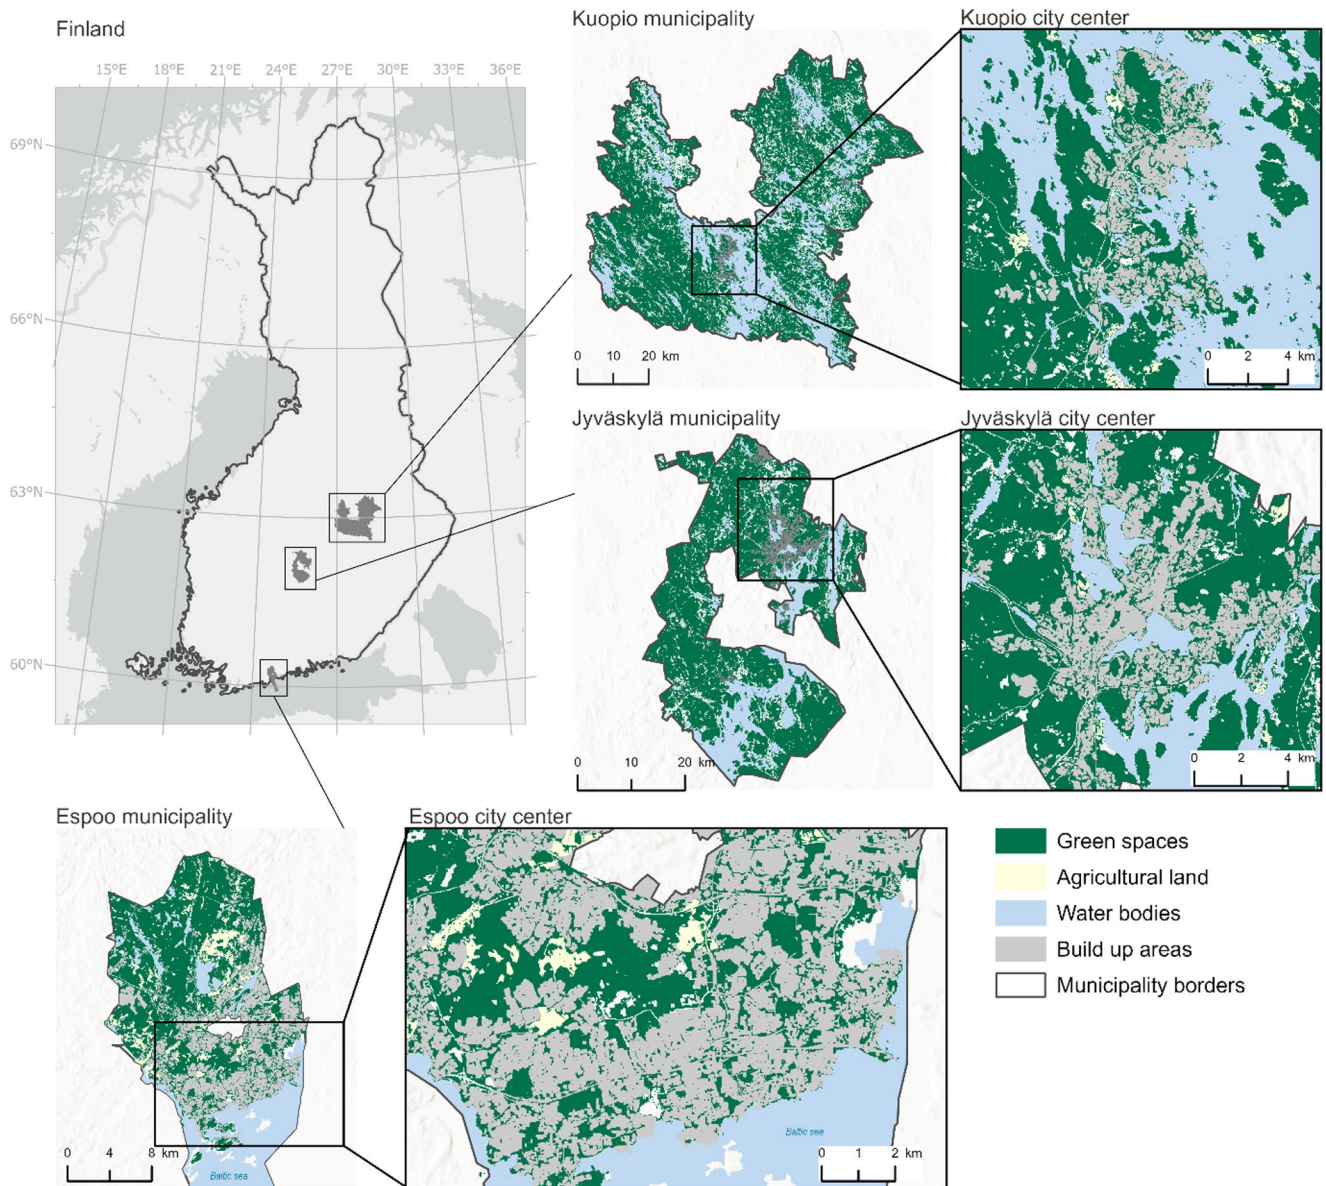 Finland
15°E 18°E 21°E 24°E 27°E 30°E 33°E 36°E
69°N
66°N
63°N
60°N
Kuopio municipality
0 10 20 km
Kuopio city center
0 2 4 km
Jyväskylä municipality
0 10 20 km
Jyväskylä city center
0 2 4 km
Espoo municipality
0 4 8 km
Baltic sea
Espoo city center
Baltic sea
0 1 2 km
Green spaces
Agricultural land
Water bodies
Build up areas
Municipality borders